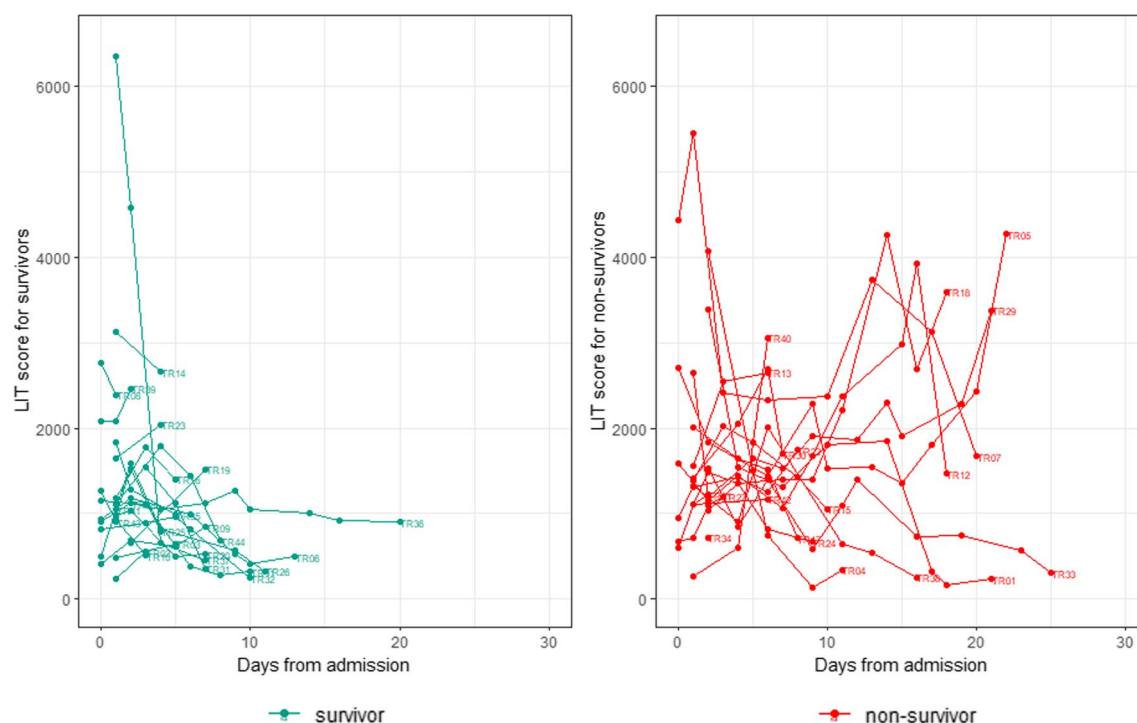 6000
4000
2000
0
LIT score for survivors
TR14
TR08
TR39
TR23
TR19
TR09
TR44
TR36
TR06
TR26
TR32
TR31
0
10
20
30
Days from admission
survivor
6000
4000
2000
0
LIT score for non-survivors
TR05
TR18
TR29
TR40
TR13
TR07
TR12
TR15
TR24
TR34
TR04
TR38
TR01
TR33
0
10
20
30
Days from admission
non-survivor